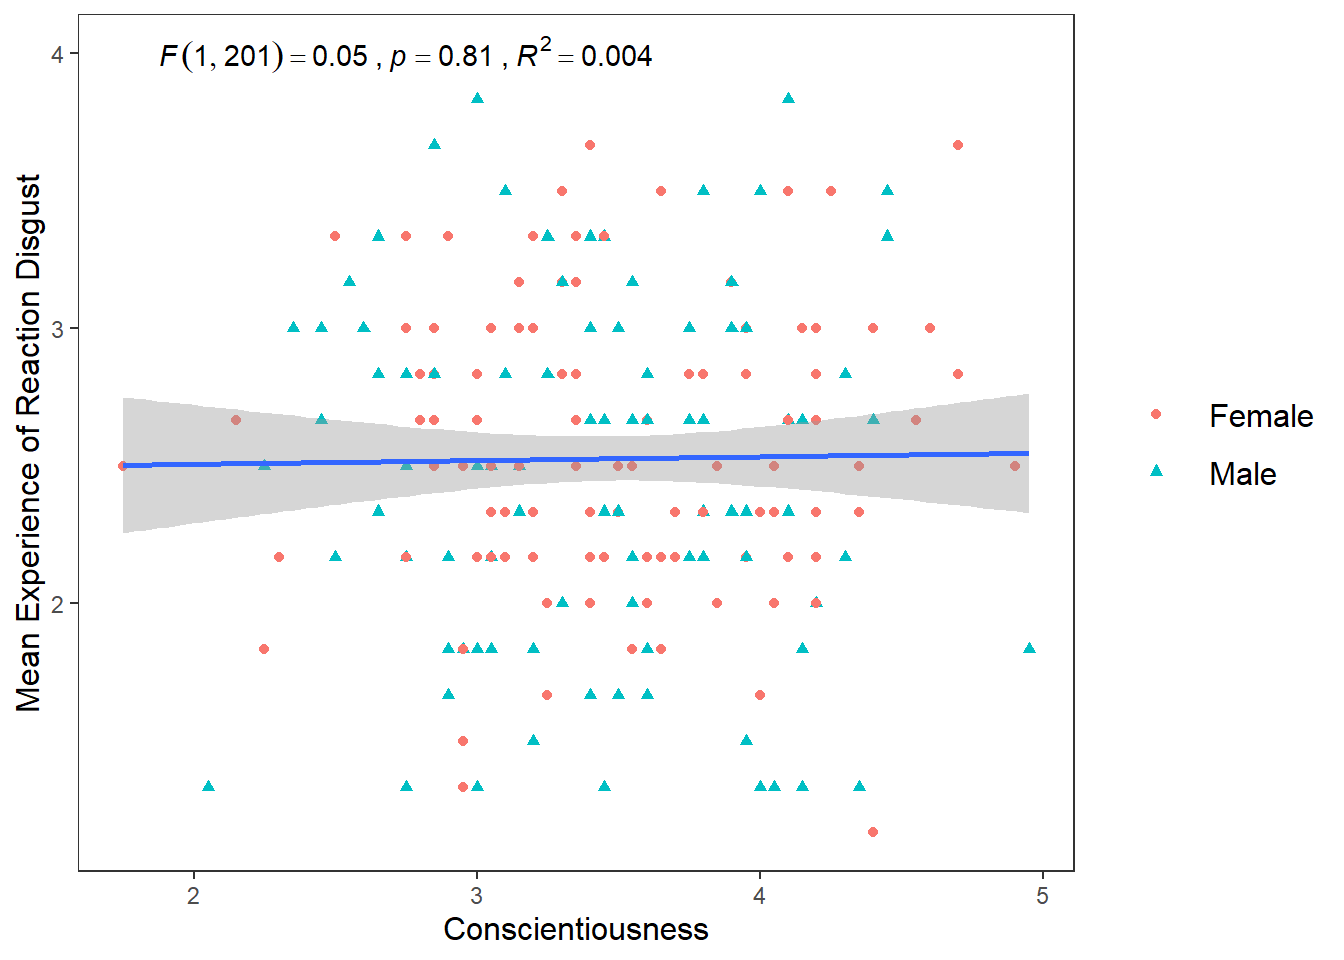 F(1, 201) = 0.05 , p = 0.81 , R² = 0.004
4
3
2
Mean Experience of Reaction Disgust
2 3 4 5
Conscientiousness
Female
Male